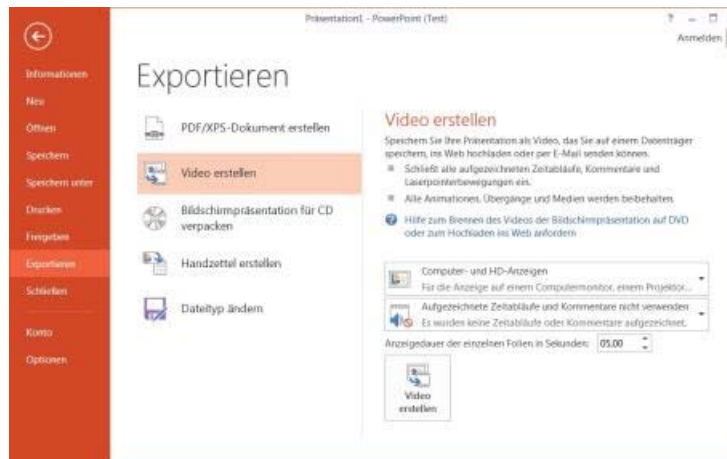 Präsentation1 - PowerPoint (Test)
?
Anmelden
Informationen
Neu
Öffnen
Speichern
Speichern unter
Drucken
Freigeben
Exportieren
Schließen
Konto
Optionen
Exportieren
PDF/XPS-Dokument erstellen
Video erstellen
Bildschirmpräsentation für CD
verpacken
Handzettel erstellen
Dateityp ändern
Video erstellen
Speichern Sie Ihre Präsentation als Video, das Sie auf einem Datenträger
speichern, ins Web hochladen oder per E-Mail senden können.
Schließt alle aufgezeichneten Zeitabläufe, Kommentare und
Laserpointerbewegungen ein.
Alle Animationen, Übergänge und Medien werden beibehalten.
Hilfe zum Brennen des Videos der Bildschirmpräsentation auf DVD
oder zum Hochladen ins Web anfordern
Computer- und HD-Anzeigen
Für die Anzeige auf einem Computermonitor, einem Projektor...
Aufgezeichnete Zeitabläufe und Kommentare nicht verwenden
Es wurden keine Zeitabläufe oder Kommentare aufgezeichnet.
Anzeigedauer der einzelnen Folien in Sekunden: 05.00
Video
erstellen